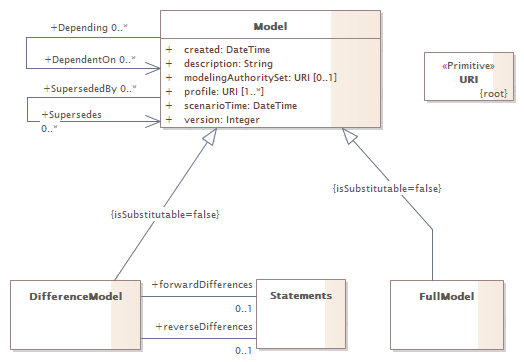 Model
+ created: DateTime
+ description: String
+ modelingAuthoritySet: URI [0..1]
+ profile: URI [1..*]
+ scenarioTime: DateTime
+ version: Integer
+Depending 0..*
+DependentOn 0..*
+SupersededBy 0..*
+Supersedes
0..*
«Primitive»
URI
{root}
{isSubstitutable=false}
{isSubstitutable=false}
DifferenceModel
+forwardDifferences
0..1
+reverseDifferences
0..1
Statements
FullModel